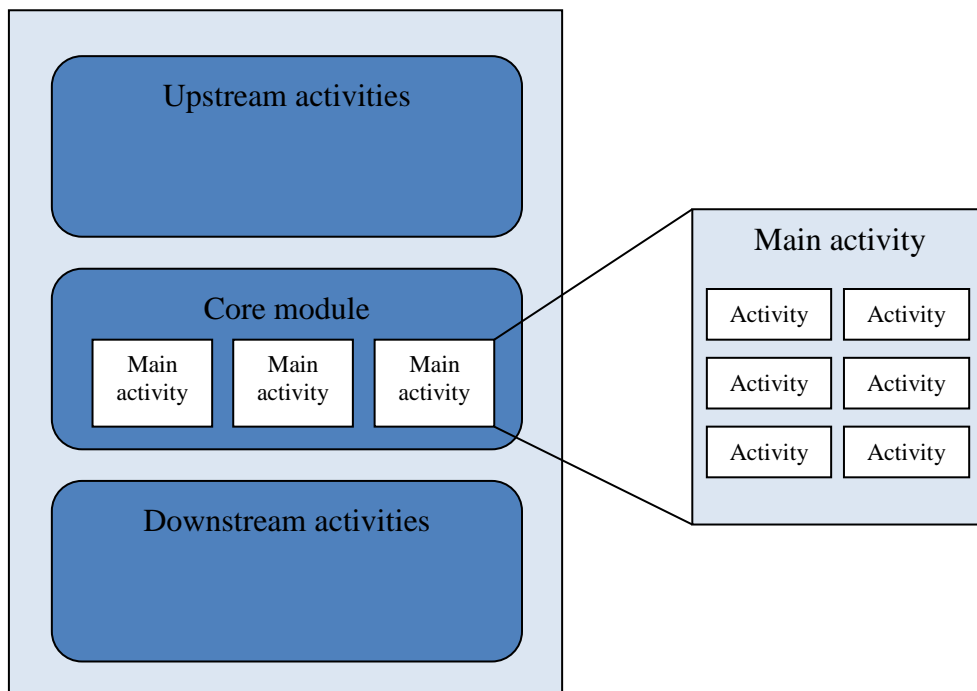 Upstream activities
Core module
Main
activity
Main
activity
Main
activity
Downstream activities
Main activity
Activity
Activity
Activity
Activity
Activity
Activity